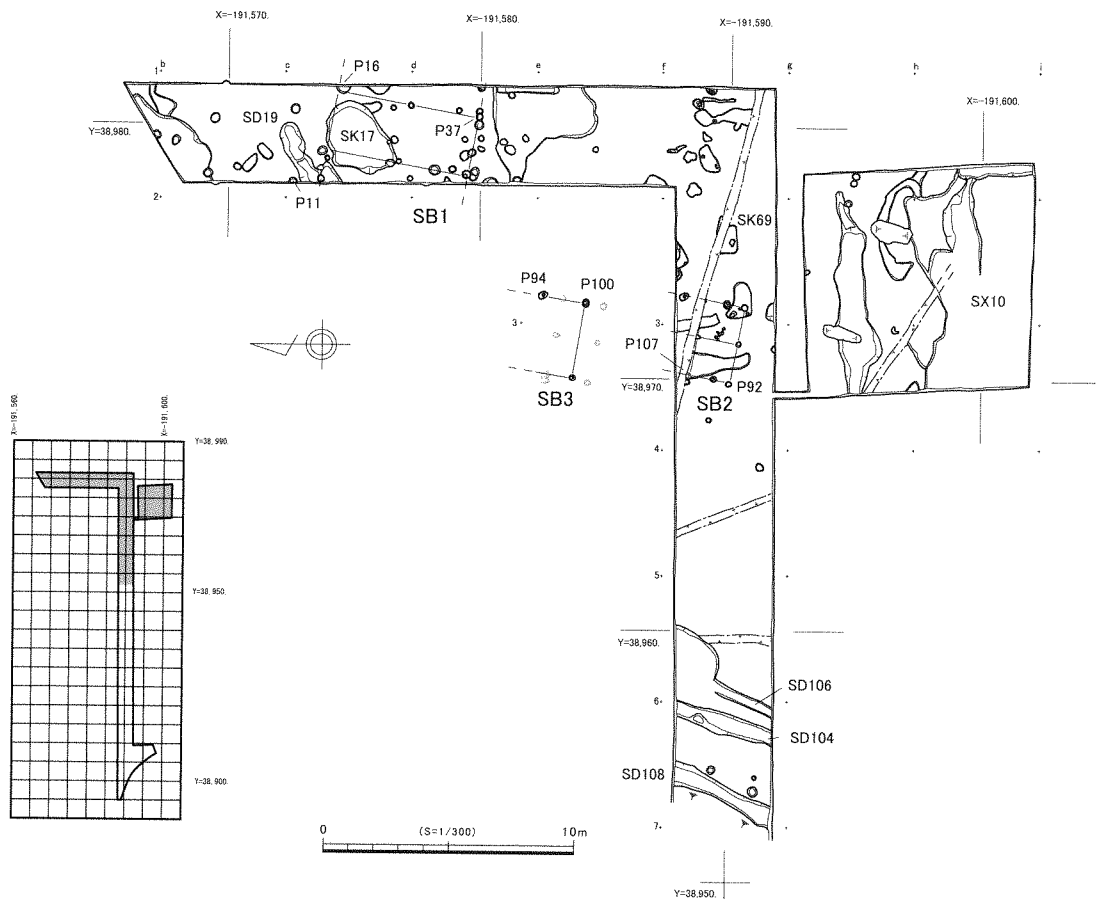 X=-191,570.
X=-191,580.
X=-191,590.
b
c
d
e
f
g
h
i
1
P16
X=-191,600.
SD19
SK17
P37
Y=38,980.
2
P11
SB1
SK69
P94
P100
SX10
3
3
P107
Y=38,970.
P92
SB3
SB2
X=-191,560.
X=-191,600.
Y=38,990.
4
Y=38,950.
5
Y=38,960.
SD106
6
SD104
Y=38,900.
SD108
0
(S=1/300)
10m
7
Y=38,950.